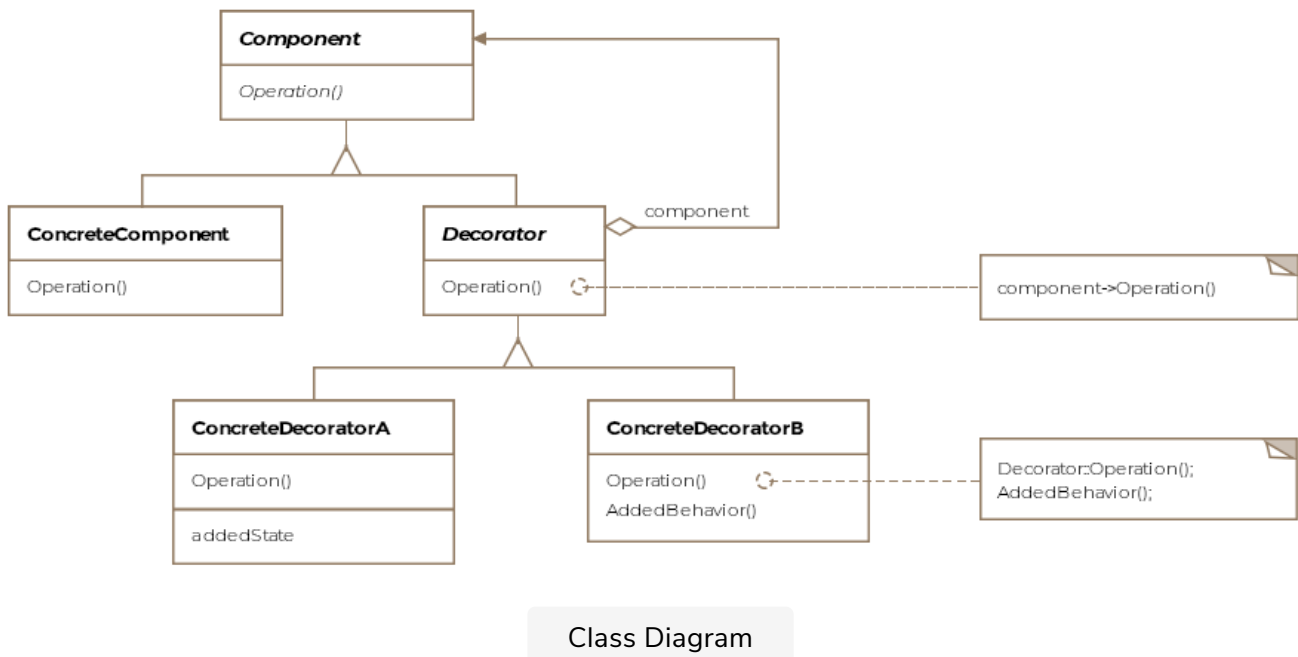 Component
Operation()
component
ConcreteComponent
Operation()
Decorator
Operation()
component->Operation()
ConcreteDecoratorA
Operation()
addedState
ConcreteDecoratorB
Operation()
AddedBehavior()
Decorator::Operation();
AddedBehavior();
Class Diagram